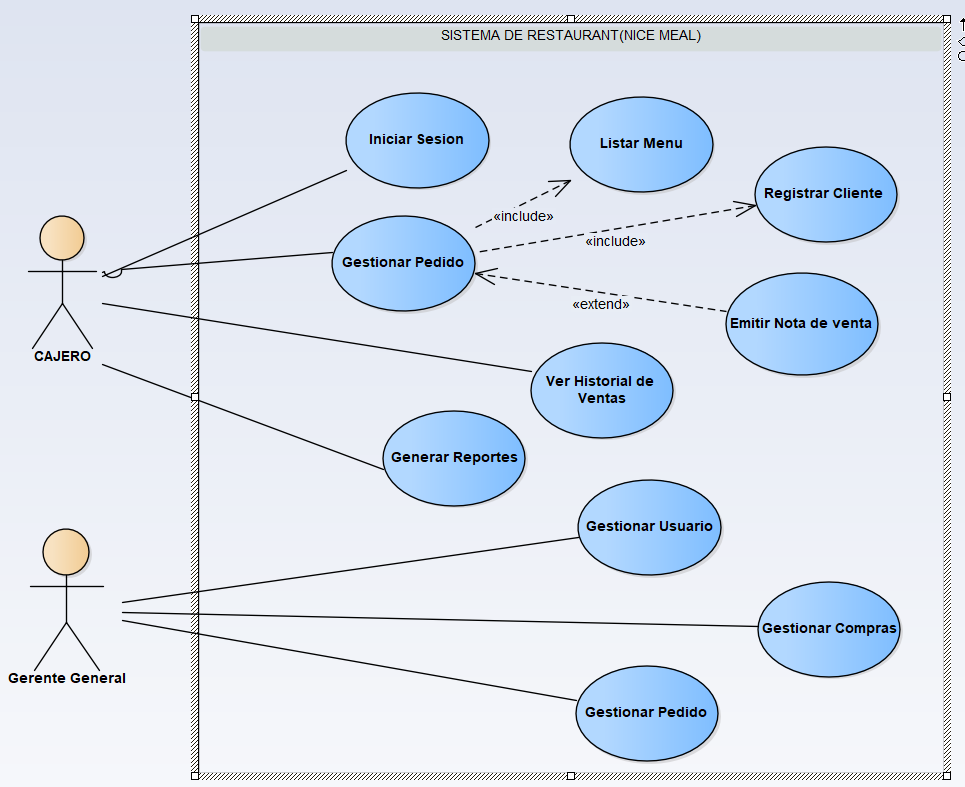 SISTEMA DE RESTAURANT(NICE MEAL)
Iniciar Sesion
Listar Menu
Registrar Cliente
«include»
Gestionar Pedido
«include»
«extend»
Emitir Nota de venta
CAJERO
Ver Historial de
Ventas
Generar Reportes
Gestionar Usuario
Gestionar Compras
Gerente General
Gestionar Pedido